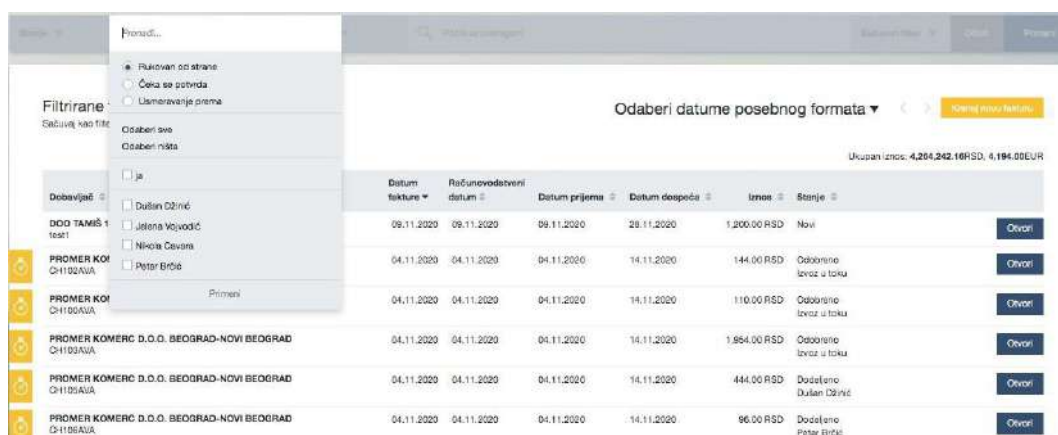 Pronađi...
Rukovan od strane
Čeka se potvrda
Usmeravanje prema
Odaberi sve
Odaberi ništa
ja
Dušan Džinić
Jelena Vojvodić
Nikola Cavara
Petar Brčić
Primeni
Filtrirane
Sačuvaj kao filte
Odaberi datume posebnog formata
Kreiraj novu fakturu
Ukupan iznos: 4,264,242.16RSD, 4,194.00EUR
Dobavljač Datum fakture Računovodstveni datum Datum prijema Datum dospeća Iznos Stanje
DOO TAMIŠ 1 09.11.2020 09.11.2020 09.11.2020 28.11.2020 1,200.00 RSD Novi Otvori
test1
PROMER KOM 04.11.2020 04.11.2020 04.11.2020 14.11.2020 144.00 RSD Odobreno Otvori
CH102AVA Izvoz u toku
PROMER KOM 04.11.2020 04.11.2020 04.11.2020 14.11.2020 110.00 RSD Odobreno Otvori
CH100AVA Izvoz u toku
PROMER KOMERC D.O.O. BEOGRAD-NOVI BEOGRAD 04.11.2020 04.11.2020 04.11.2020 14.11.2020 1,954.00 RSD Odobreno Otvori
CH103AVA Izvoz u toku
PROMER KOMERC D.O.O. BEOGRAD-NOVI BEOGRAD 04.11.2020 04.11.2020 04.11.2020 14.11.2020 444.00 RSD Dodeljeno Otvori
CH105AVA Dušan Džinić
PROMER KOMERC D.O.O. BEOGRAD-NOVI BEOGRAD 04.11.2020 04.11.2020 04.11.2020 14.11.2020 96.00 RSD Dodeljeno Otvori
CH106AVA Petar Brčić